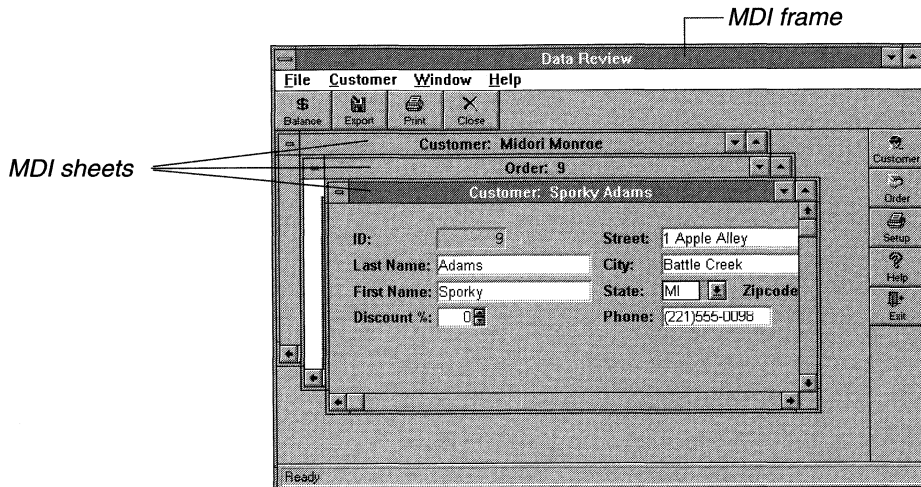 MDI frame
Data Review
File Customer Window Help
$ Balance Export Print Close
MDI sheets
Customer: Midori Monroe
Order: 9
Customer: Sporky Adams
ID: 9 Street: 1 Apple Alley
Last Name: Adams City: Battle Creek
First Name: Sporky State: MI Zipcode
Discount %: 0 Phone: (221)555-0098
Customer
Order
Setup
? Help
Exit
Ready